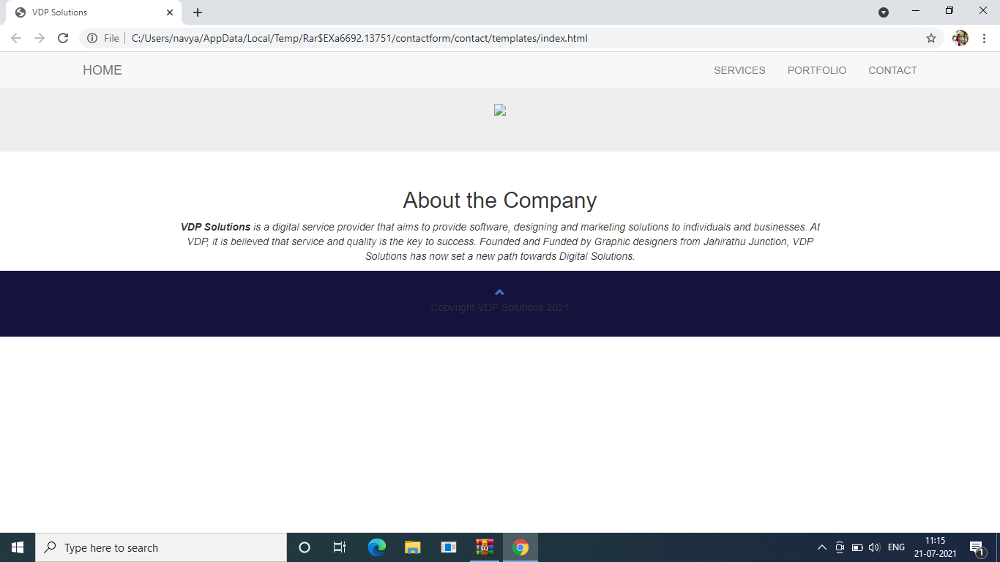 VDP Solutions
File
C:/Users/navya/AppData/Local/Temp/Rar$EXa6692.13751/contactform/contact/templates/index.html
HOME SERVICES PORTFOLIO CONTACT
About the Company
VDP Solutions is a digital service provider that aims to provide software, designing and marketing solutions to individuals and businesses. At
VDP, it is believed that service and quality is the key to success. Founded and Funded by Graphic designers from Jahirathu Junction, VDP
Solutions has now set a new path towards Digital Solutions.
Copyright VDP Solutions 2021
Type here to search
ENG
11:15
21-07-2021
1